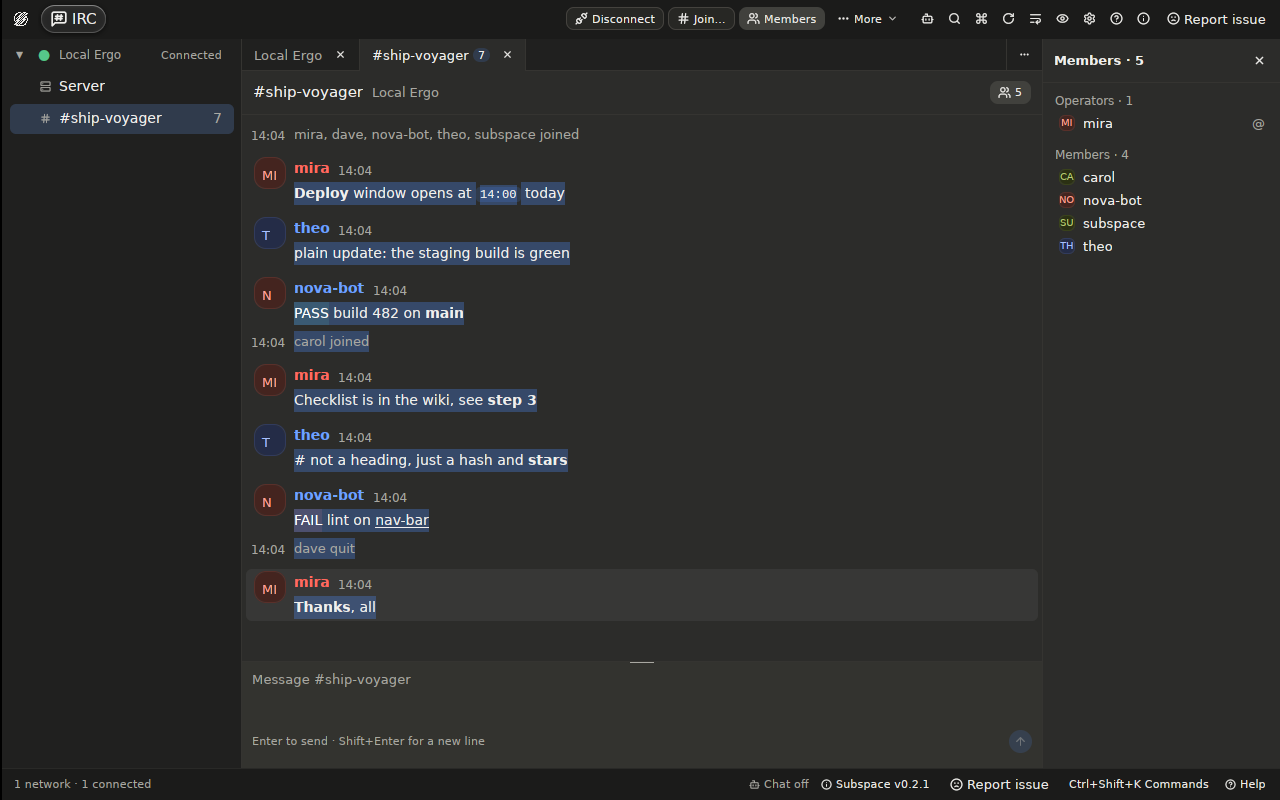 IRC
Disconnect
Join...
Members
More
Report issue
Local Ergo
Connected
Server
# #ship-voyager 7
Local Ergo
#ship-voyager 7
#ship-voyager Local Ergo
5
14:04 mira, dave, nova-bot, theo, subspace joined
MI
mira 14:04
Deploy window opens at 14:00 today
T
theo 14:04
plain update: the staging build is green
N
nova-bot 14:04
PASS build 482 on main
14:04 carol joined
MI
mira 14:04
Checklist is in the wiki, see step 3
T
theo 14:04
# not a heading, just a hash and stars
N
nova-bot 14:04
FAIL lint on nav-bar
14:04 dave quit
MI
mira 14:04
Thanks, all
Message #ship-voyager
Enter to send · Shift+Enter for a new line
Members · 5
Operators · 1
MI mira @
Members · 4
CA carol
NO nova-bot
SU subspace
TH theo
1 network · 1 connected
Chat off
Subspace v0.2.1
Report issue
Ctrl+Shift+K Commands
Help